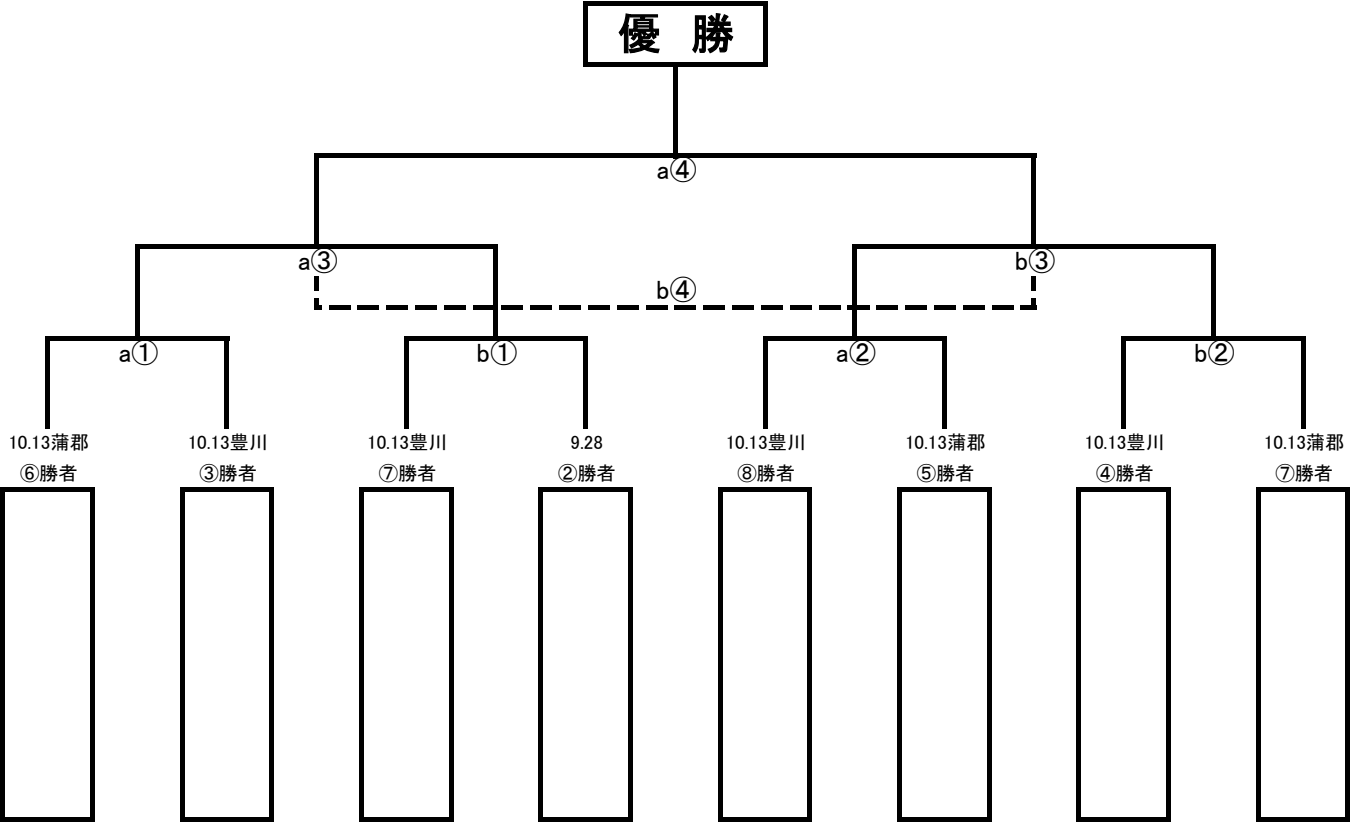 優 勝
a④
a③
b③
b④
a①
b①
a②
b②
10.13蒲郡
⑥勝者
10.13豊川
③勝者
10.13豊川
⑦勝者
9.28
②勝者
10.13豊川
⑧勝者
10.13蒲郡
⑤勝者
10.13豊川
④勝者
10.13蒲郡
⑦勝者